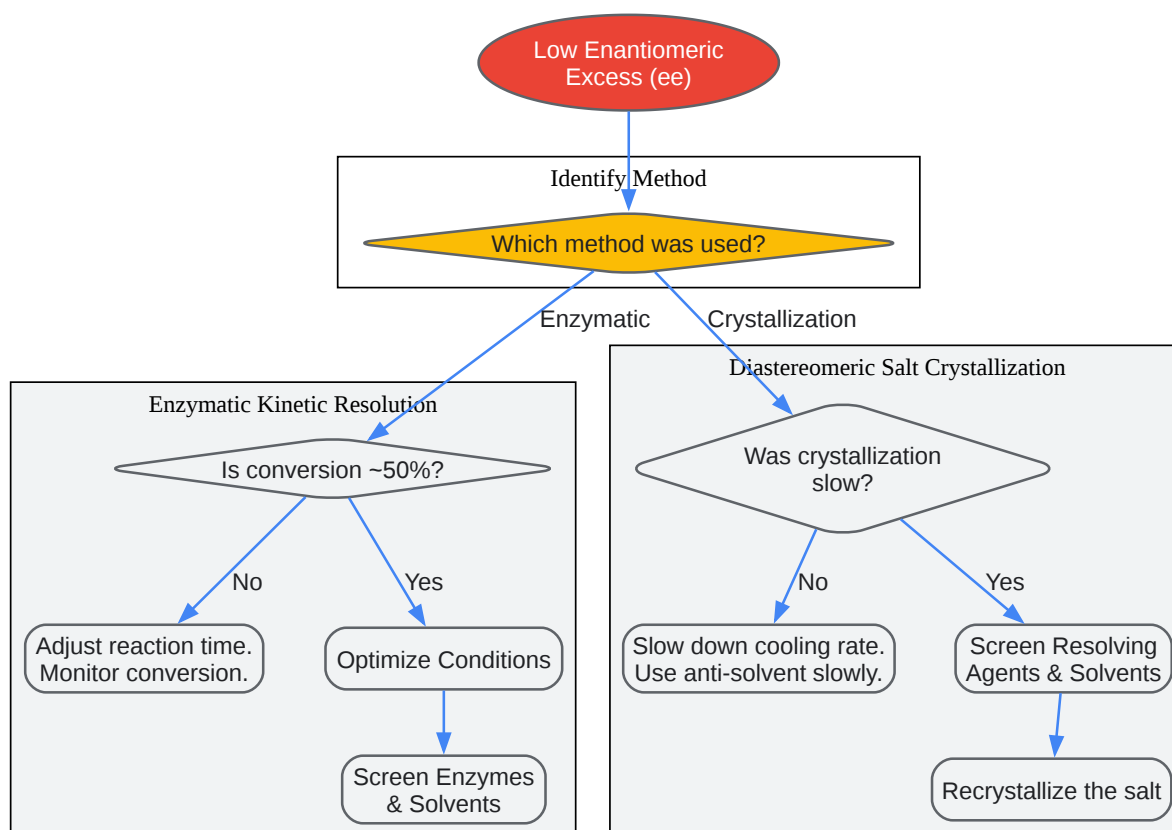 Low Enantiomeric
Excess (ee)
Identify Method
Which method was used?
Enzymatic
Crystallization
Enzymatic Kinetic Resolution
Is conversion ~50%?
No
Yes
Adjust reaction time.
Monitor conversion.
Optimize Conditions
Screen Enzymes
& Solvents
Diastereomeric Salt Crystallization
Was crystallization
slow?
No
Yes
Slow down cooling rate.
Use anti-solvent slowly.
Screen Resolving
Agents & Solvents
Recrystallize the salt